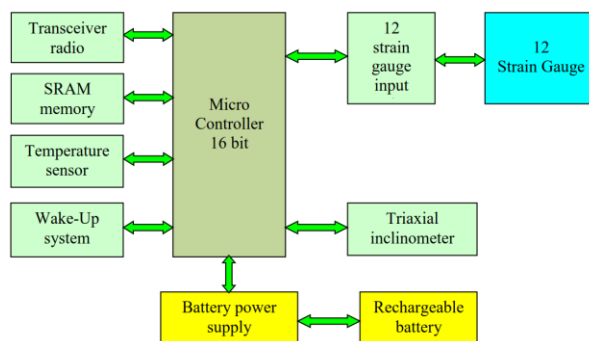 Transceiver
radio
SRAM
memory
Temperature
sensor
Wake-Up
system
Micro
Controller
16 bit
12
strain
gauge
input
12
Strain Gauge
Triaxial
inclinometer
Battery power
supply
Rechargeable
battery